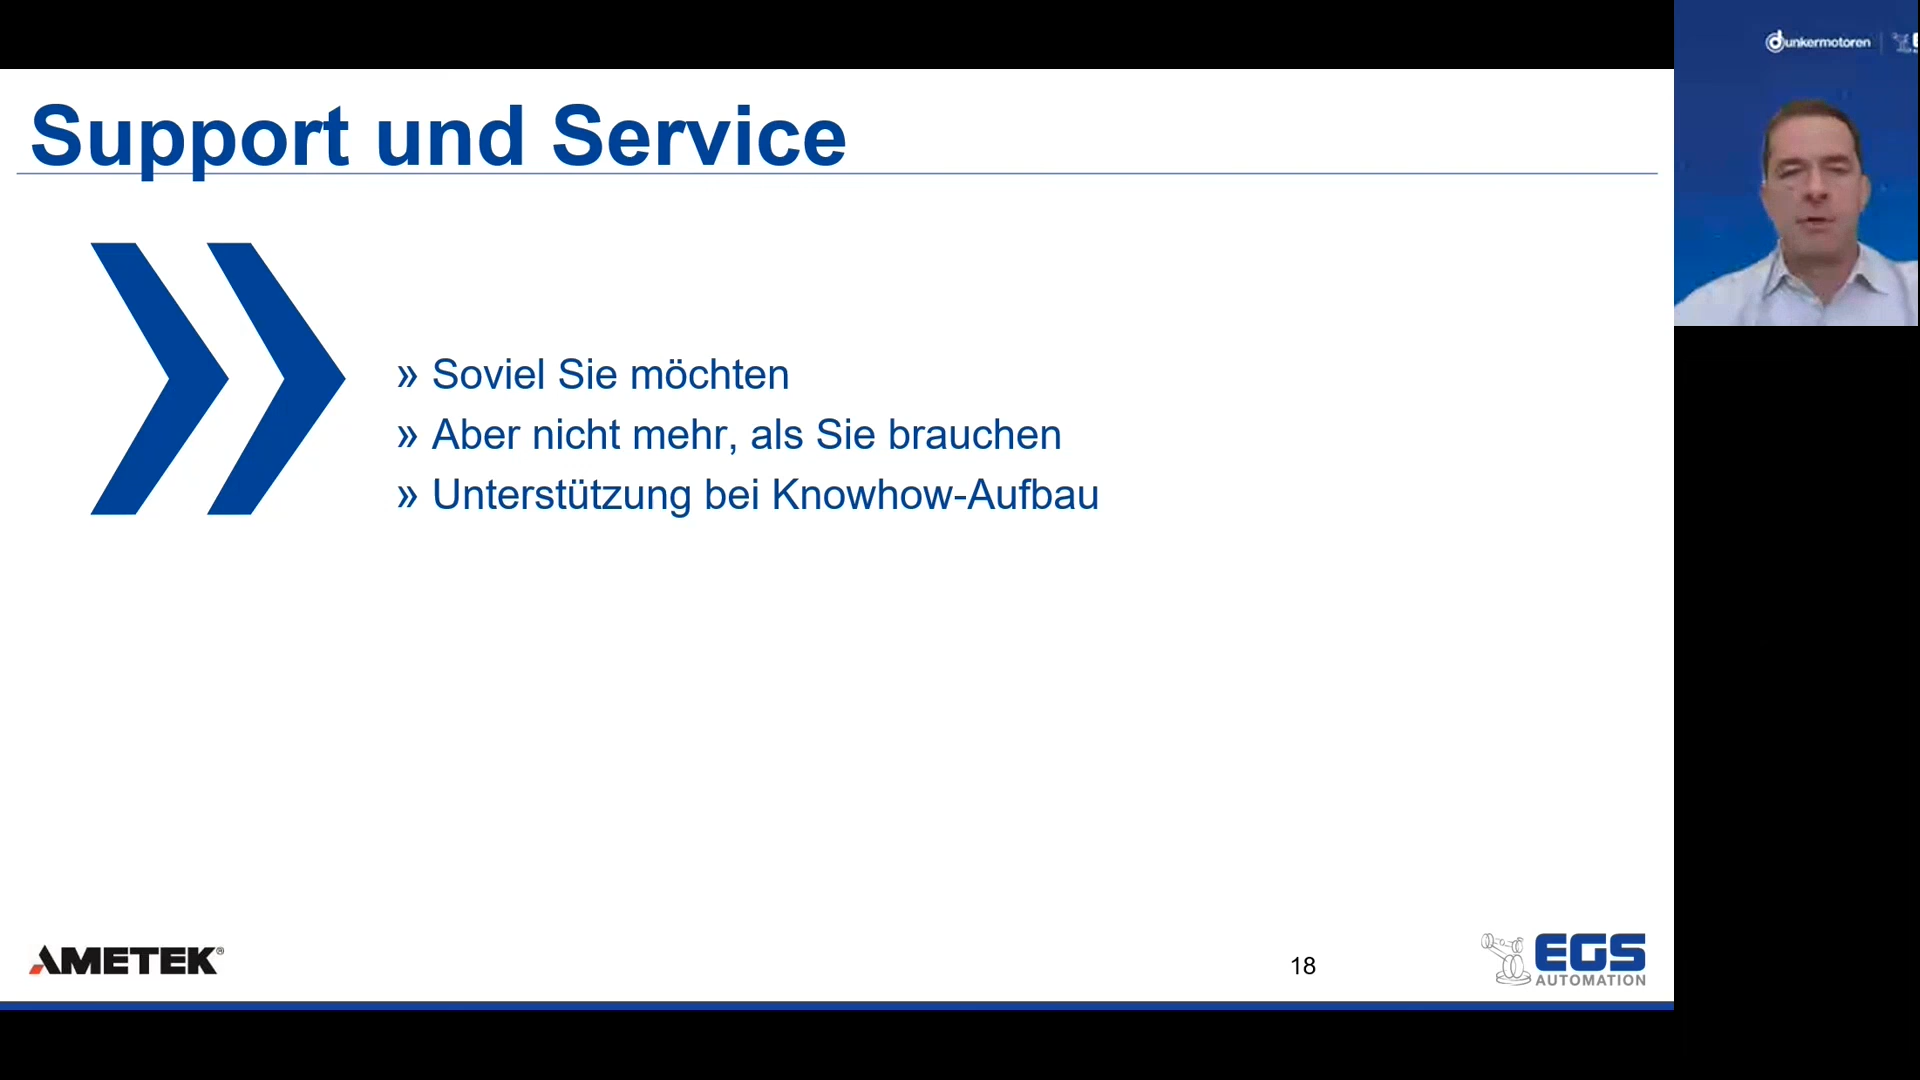 Support und Service
» Soviel Sie möchten
» Aber nicht mehr, als Sie brauchen
» Unterstützung bei Knowhow-Aufbau
AMETEK®
18
EGS
AUTOMATION
dunkermotoren